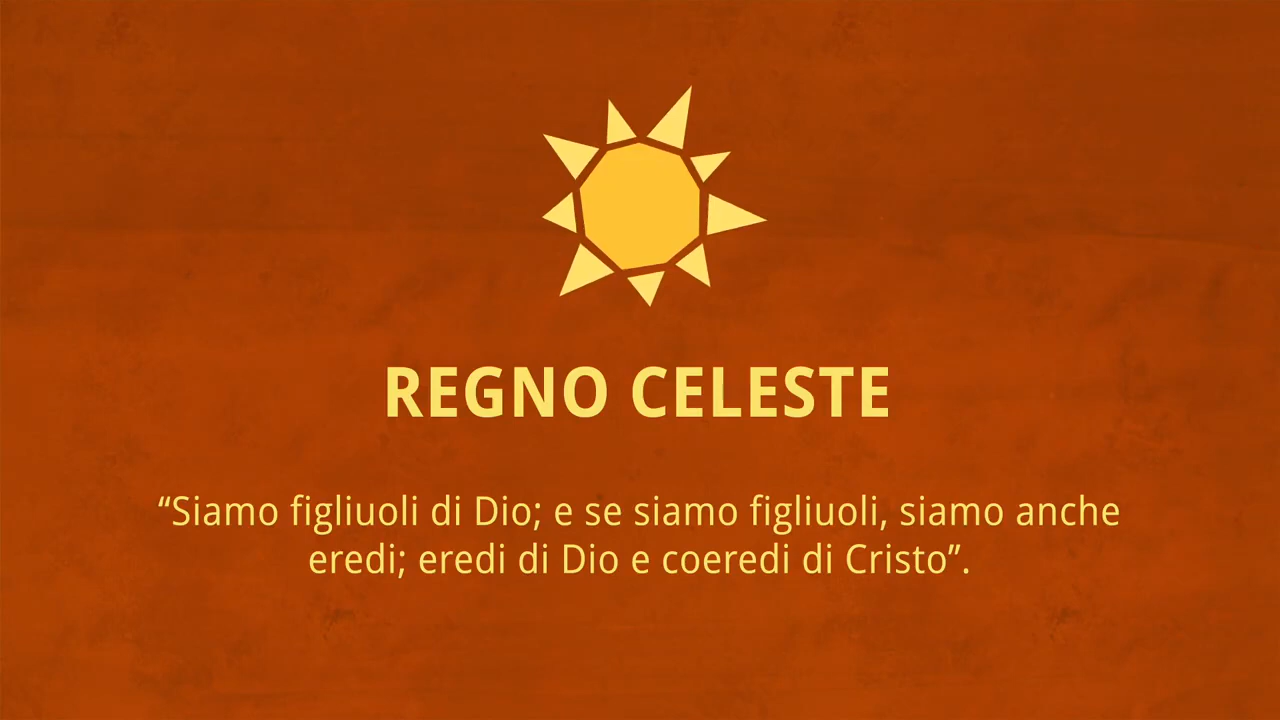 REGNO CELESTE
“Siamo figliuoli di Dio; e se siamo figliuoli, siamo anche
eredi; eredi di Dio e coeredi di Cristo”.